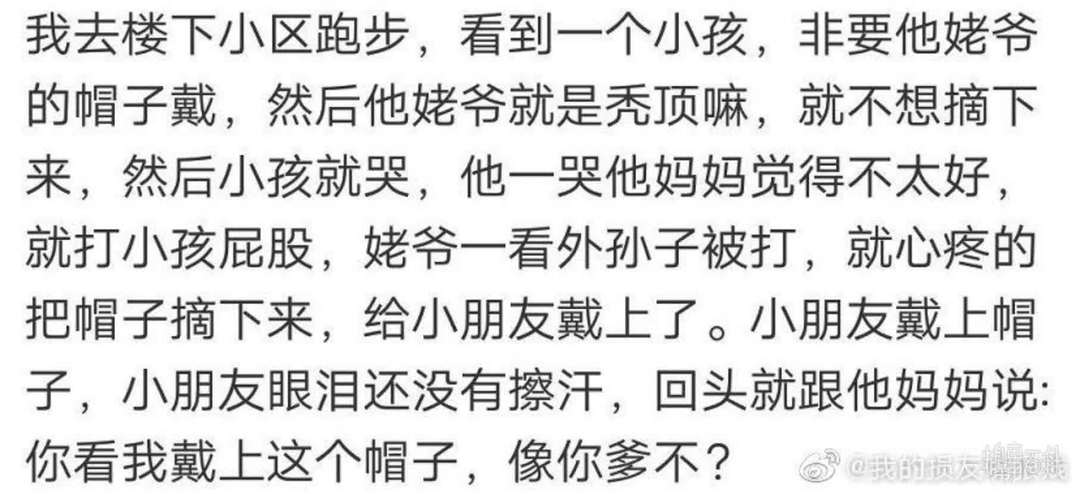 我去楼下小区跑步，看到一个小孩，非要他姥爷
的帽子戴，然后他姥爷就是秃顶嘛，就不想摘下
来，然后小孩就哭，他一哭他妈妈觉得不太好，
就打小孩屁股，姥爷一看外孙子被打，就心疼的
把帽子摘下来，给小朋友戴上了。小朋友戴上帽
子，小朋友眼泪还没有擦汗，回头就跟他妈妈说:
你看我戴上这个帽子，像你爹不？
@我的损友